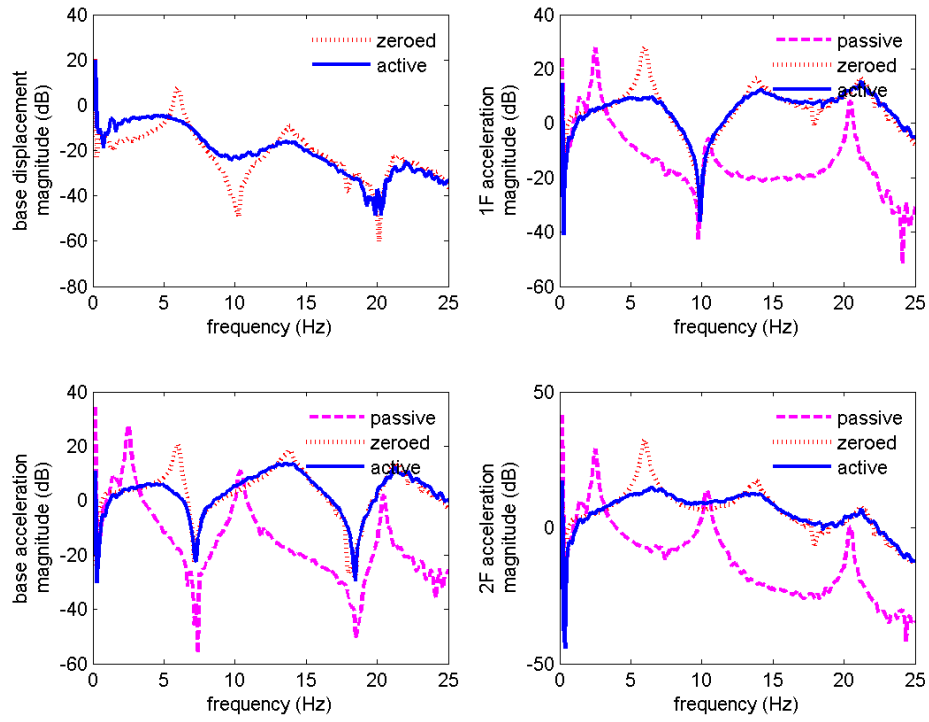 40
20
0
-20
-40
-60
-80
base displacement
magnitude (dB)
zeroed
active
0 5 10 15 20 25
frequency (Hz)
40
20
0
-20
-40
-60
1F acceleration
magnitude (dB)
passive
zeroed
active
0 5 10 15 20 25
frequency (Hz)
40
20
0
-20
-40
-60
base acceleration
magnitude (dB)
passive
zeroed
active
0 5 10 15 20 25
frequency (Hz)
50
0
-50
2F acceleration
magnitude (dB)
passive
zeroed
active
0 5 10 15 20 25
frequency (Hz)